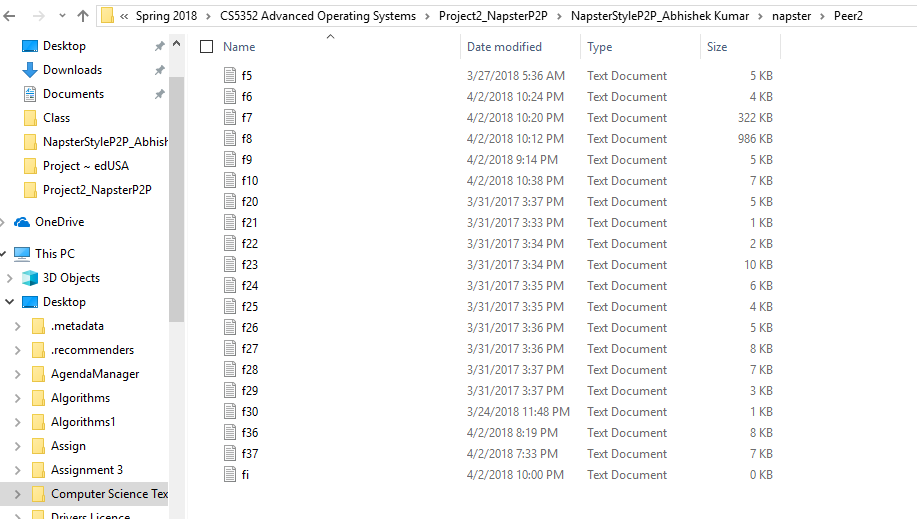 « Spring 2018 > CS5352 Advanced Operating Systems > Project2_NapsterP2P > NapsterStyleP2P_Abhishek Kumar > napster > Peer2
Desktop
Downloads
Documents
Class
NapsterStyleP2P_Abhish
Project ~ edUSA
Project2_NapsterP2P
OneDrive
This PC
3D Objects
Desktop
.metadata
.recommenders
AgendaManager
Algorithms
Algorithms1
Assign
Assignment 3
Computer Science Tex
Drivers Licence
Name Date modified Type Size
f5 3/27/2018 5:36 AM Text Document 5 KB
f6 4/2/2018 10:24 PM Text Document 4 KB
f7 4/2/2018 10:20 PM Text Document 322 KB
f8 4/2/2018 10:12 PM Text Document 986 KB
f9 4/2/2018 9:14 PM Text Document 5 KB
f10 4/2/2018 10:38 PM Text Document 7 KB
f20 3/31/2017 3:37 PM Text Document 5 KB
f21 3/31/2017 3:33 PM Text Document 1 KB
f22 3/31/2017 3:34 PM Text Document 2 KB
f23 3/31/2017 3:34 PM Text Document 10 KB
f24 3/31/2017 3:35 PM Text Document 6 KB
f25 3/31/2017 3:35 PM Text Document 4 KB
f26 3/31/2017 3:36 PM Text Document 5 KB
f27 3/31/2017 3:36 PM Text Document 8 KB
f28 3/31/2017 3:37 PM Text Document 7 KB
f29 3/31/2017 3:37 PM Text Document 3 KB
f30 3/24/2018 11:48 PM Text Document 1 KB
f36 4/2/2018 8:19 PM Text Document 8 KB
f37 4/2/2018 7:33 PM Text Document 7 KB
fi 4/2/2018 10:00 PM Text Document 0 KB